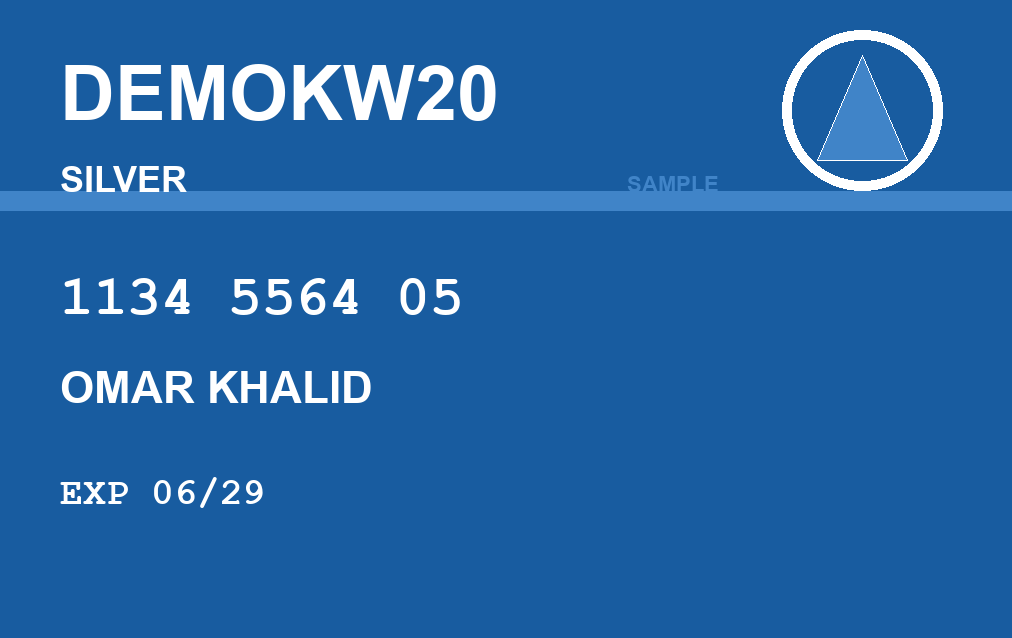 DEMOKW20
SILVER
SAMPLE
1134 5564 05
OMAR KHALID
EXP 06/29